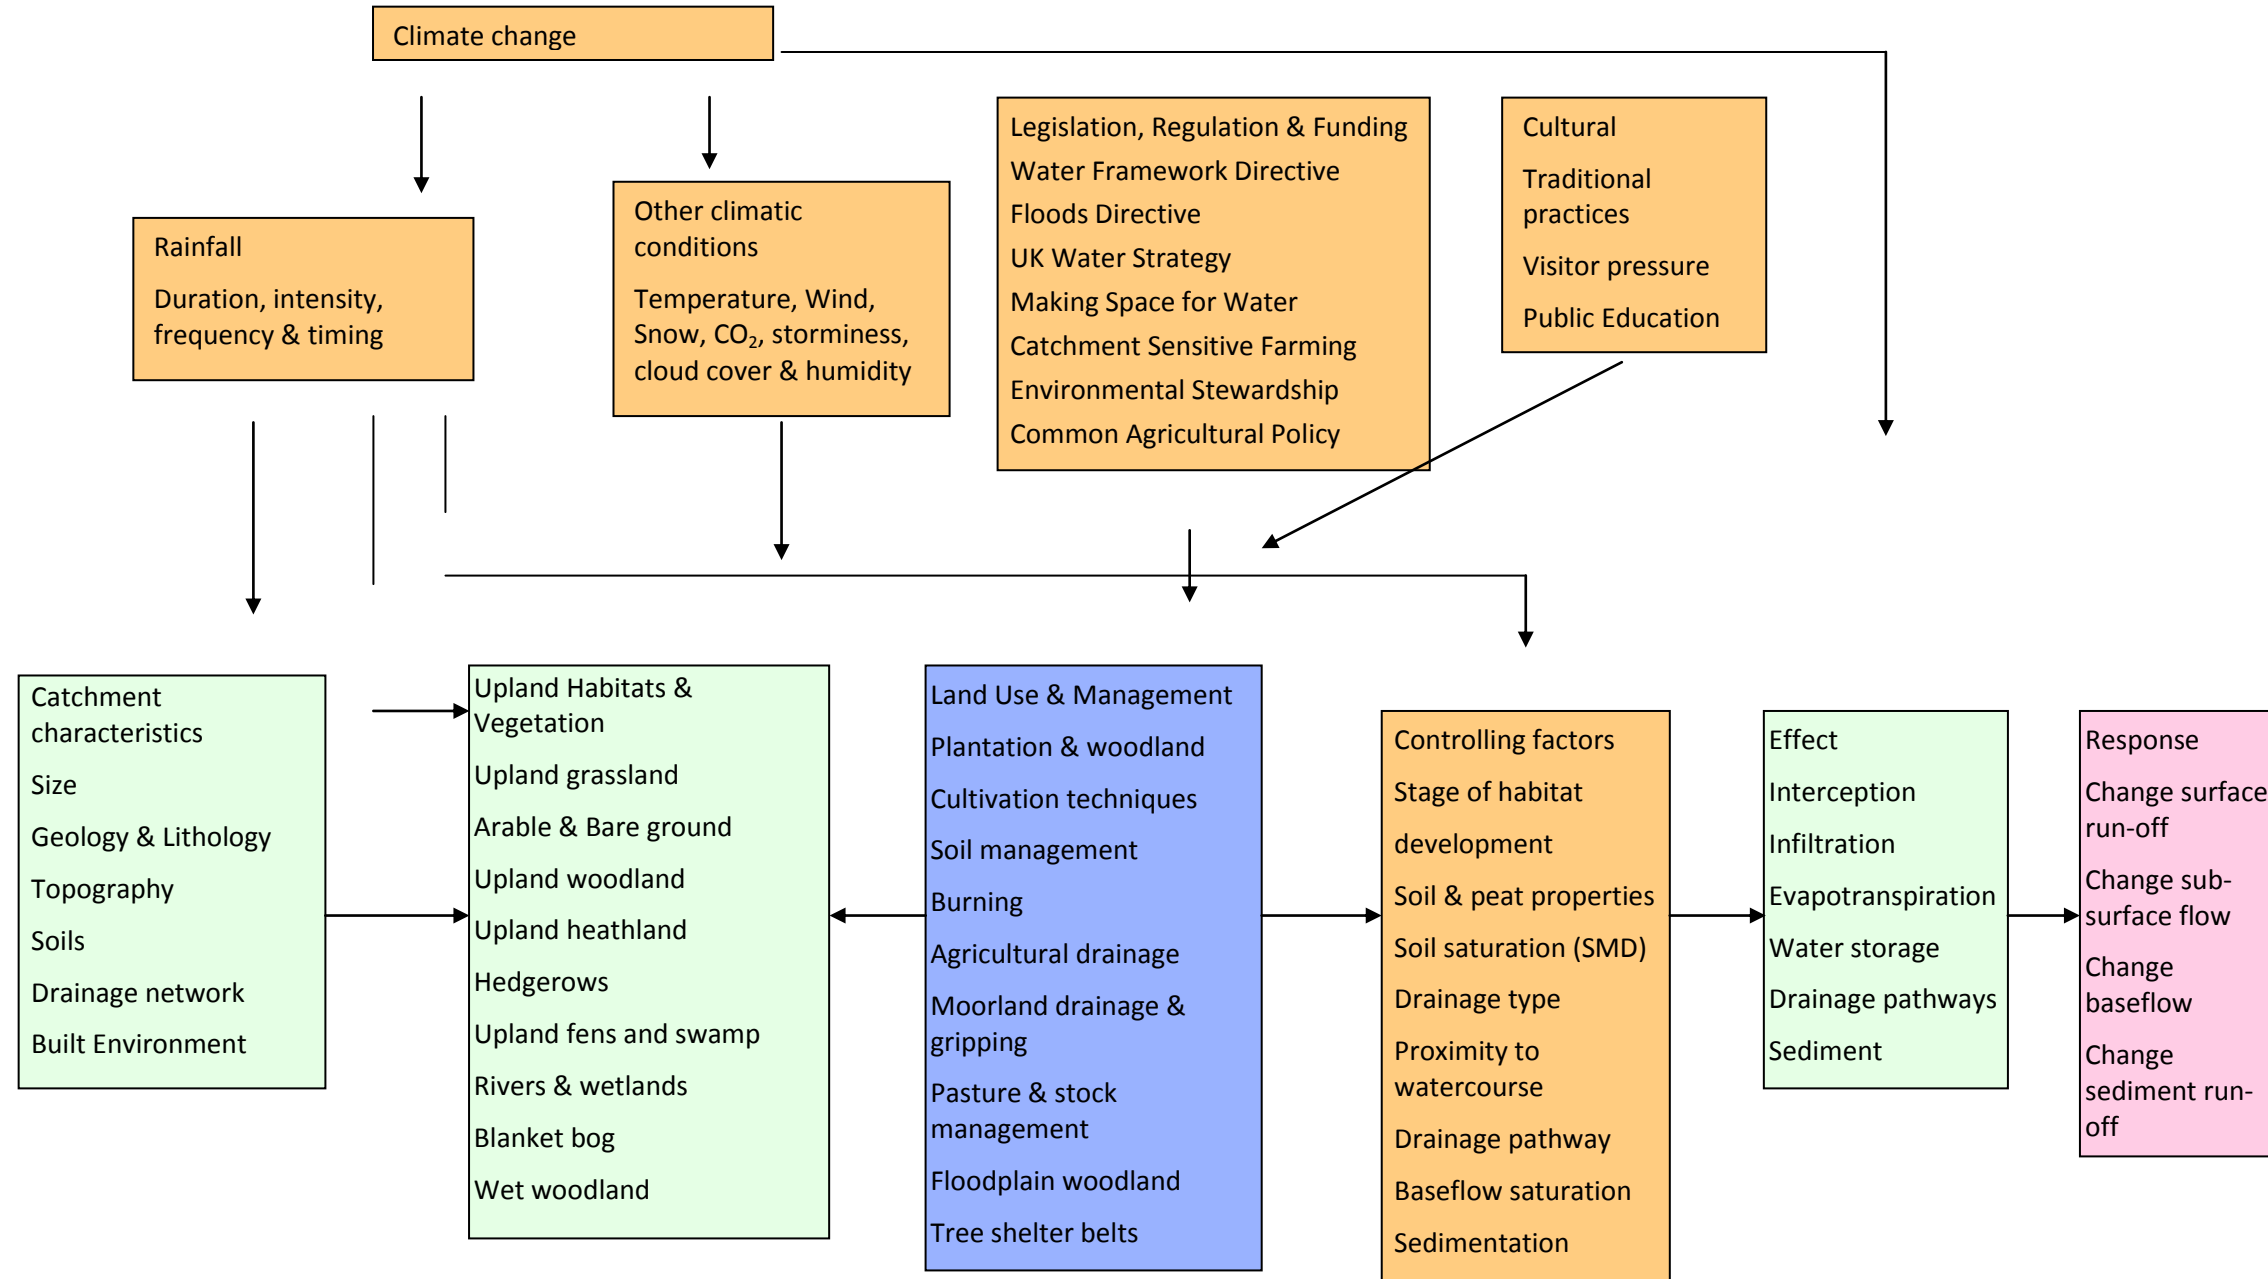 Climate change
Rainfall
Duration, intensity,
frequency & timing
Other climatic
conditions
Temperature, Wind,
Snow, CO₂, storminess,
cloud cover & humidity
Legislation, Regulation & Funding
Water Framework Directive
Floods Directive
UK Water Strategy
Making Space for Water
Catchment Sensitive Farming
Environmental Stewardship
Common Agricultural Policy
Cultural
Traditional
practices
Visitor pressure
Public Education
Catchment
characteristics
Size
Geology & Lithology
Topography
Soils
Drainage network
Built Environment
Upland Habitats &
Vegetation
Upland grassland
Arable & Bare ground
Upland woodland
Upland heathland
Hedgerows
Upland fens and swamp
Rivers & wetlands
Blanket bog
Wet woodland
Land Use & Management
Plantation & woodland
Cultivation techniques
Soil management
Burning
Agricultural drainage
Moorland drainage &
gripping
Pasture & stock
management
Floodplain woodland
Tree shelter belts
Controlling factors
Stage of habitat
development
Soil & peat properties
Soil saturation (SMD)
Drainage type
Proximity to
watercourse
Drainage pathway
Baseflow saturation
Sedimentation
Effect
Interception
Infiltration
Evapotranspiration
Water storage
Drainage pathways
Sediment
Response
Change surface
run-off
Change sub-
surface flow
Change
baseflow
Change
sediment run-
off